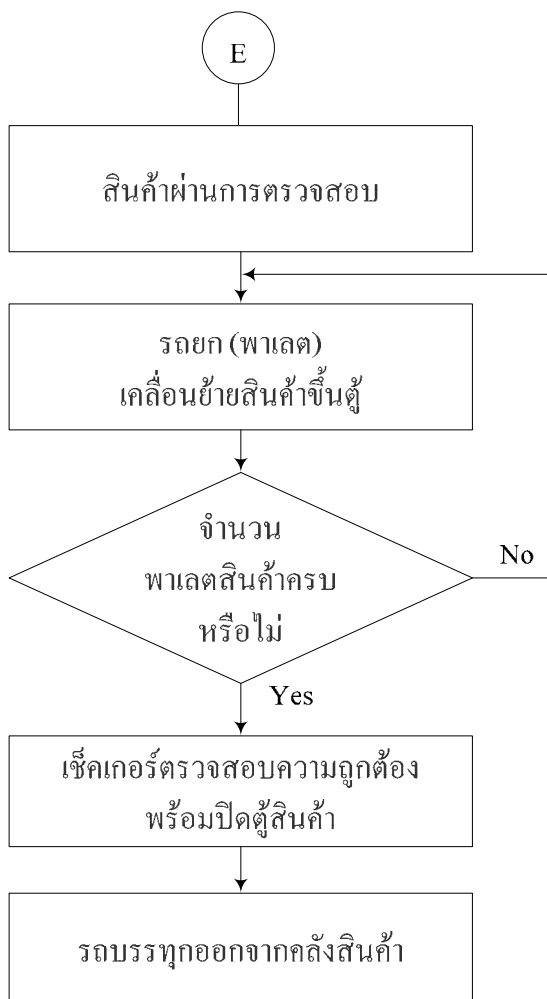 E
สินค้าผ่านการตรวจสอบ
รถยก (พาเลต)
เคลื่อนย้ายสินค้าขึ้นตู้
จำนวน
พาเลตสินค้าครบ
หรือไม่
No
Yes
เช็คเกอร์ตรวจสอบความถูกต้อง
พร้อมปิดตู้สินค้า
รถบรรทุกออกจากคลังสินค้า